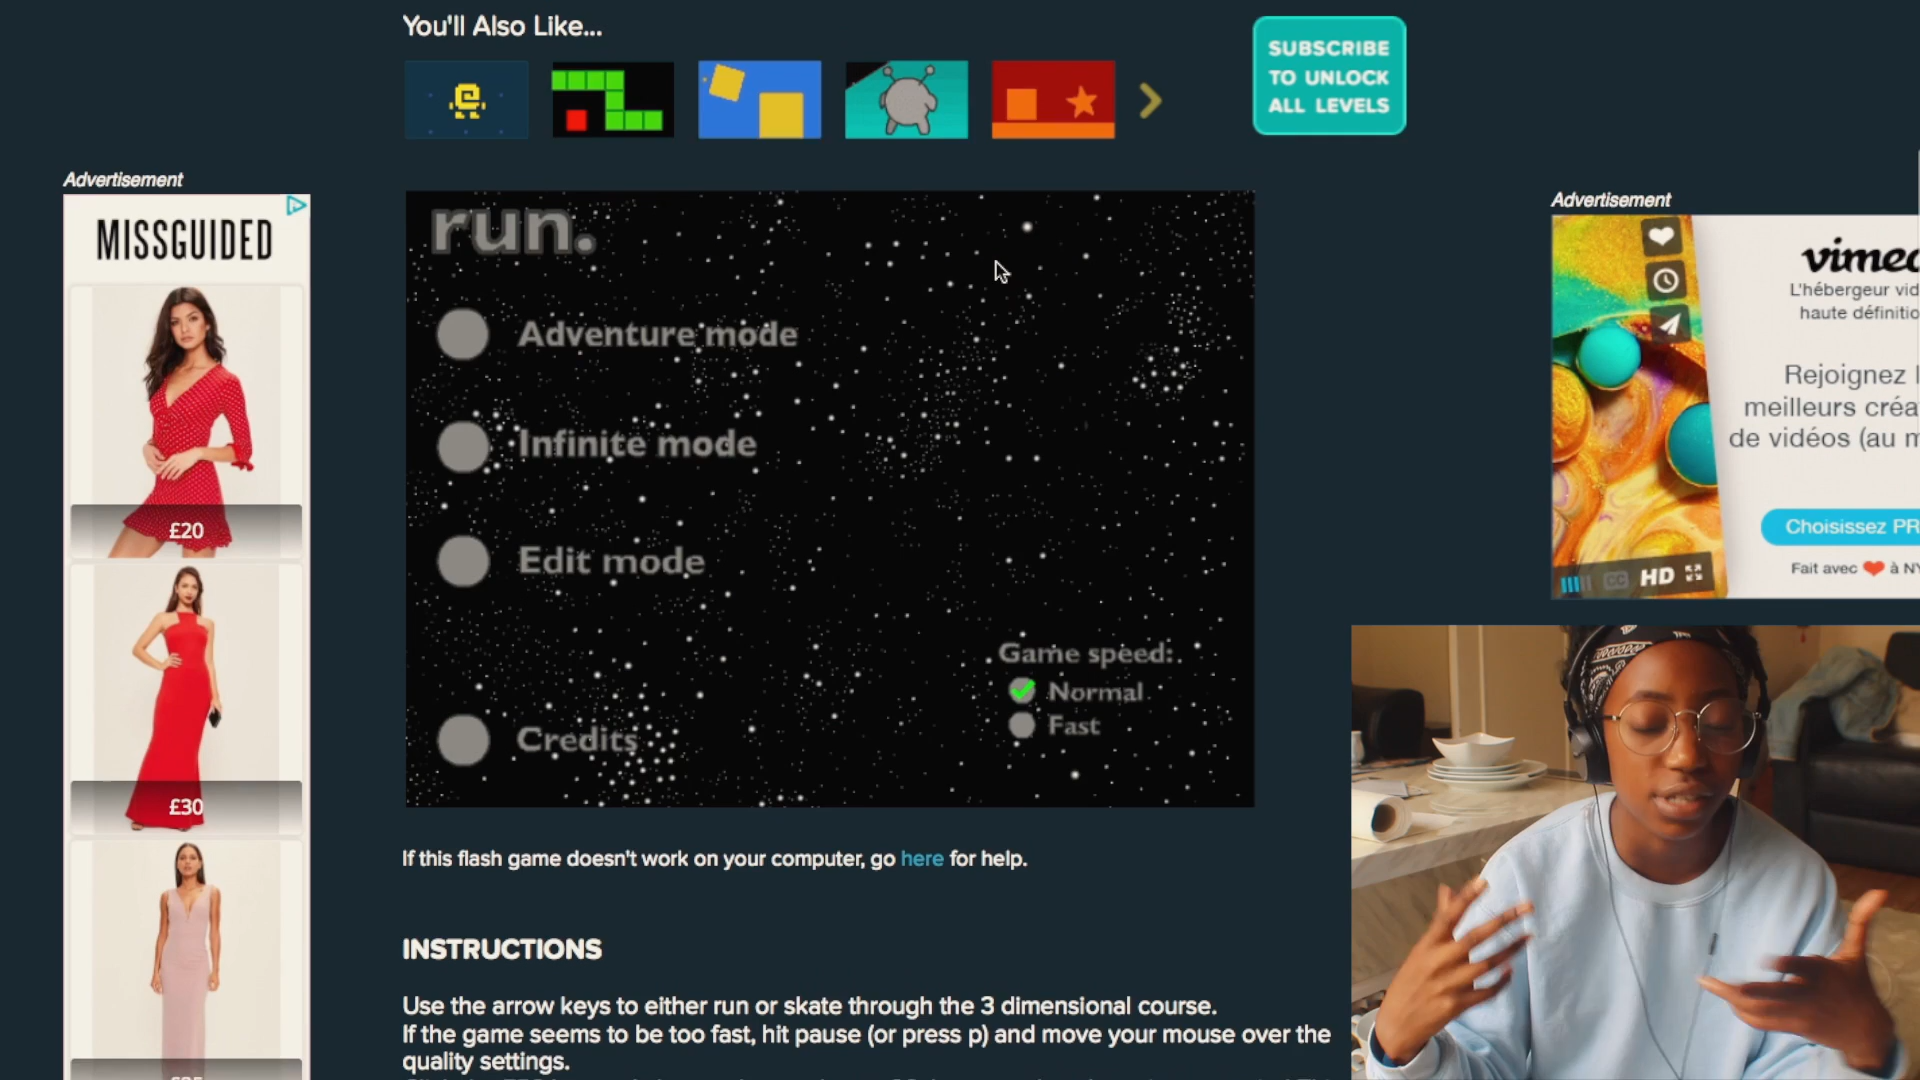 You'll Also Like...
SUBSCRIBE
TO UNLOCK
ALL LEVELS
Advertisement
MISSGUIDED
£20
£30
run.
Adventure mode
Infinite mode
Edit mode
Credits
Game speed:
Normal
Fast
If this flash game doesn't work on your computer, go here for help.
INSTRUCTIONS
Use the arrow keys to either run or skate through the 3 dimensional course.
If the game seems to be too fast, hit pause (or press p) and move your mouse over the
quality settings.
Advertisement
vimeo
L'hébergeur vid
haute définitio
Rejoignez l
meilleurs créa
de vidéos (au m
Choisissez PR
Fait avec à NY
CC HD